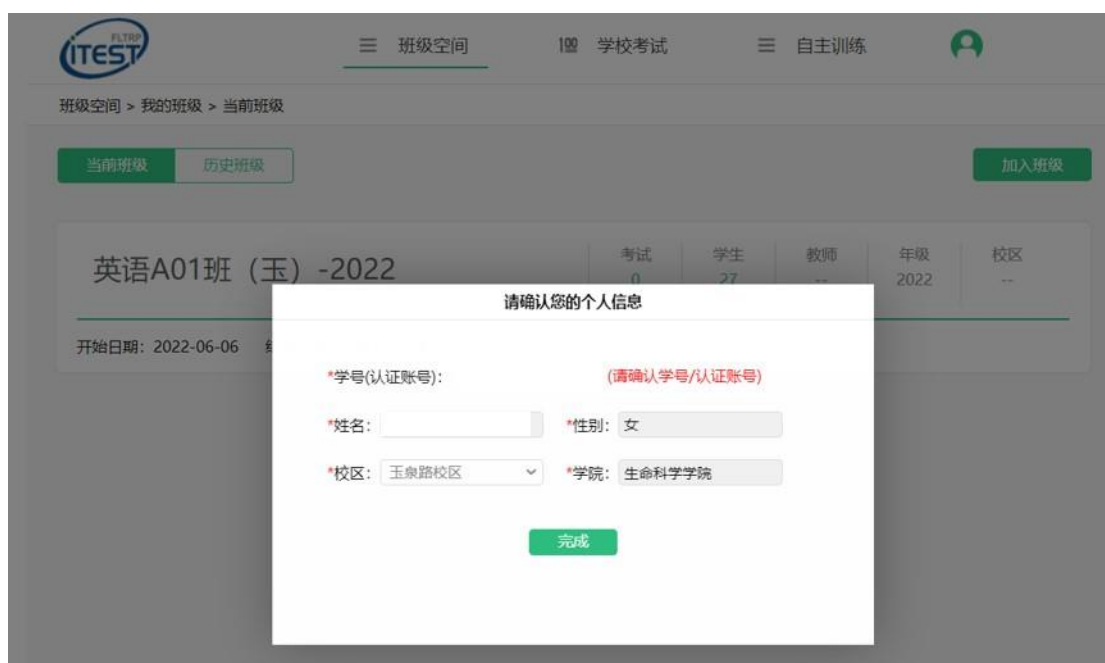 FLTRP
iTEST
班级空间
100 学校考试
自主训练
班级空间 > 我的班级 > 当前班级
当前班级
历史班级
加入班级
英语A01班（玉）-2022
考试 学生 教师 年级 校区
0 27 -- 2022 --
开始日期：2022-06-06
请确认您的个人信息
*学号(认证账号)： (请确认学号/认证账号)
*姓名： *性别： 女
*校区： 玉泉路校区 *学院： 生命科学学院
完成